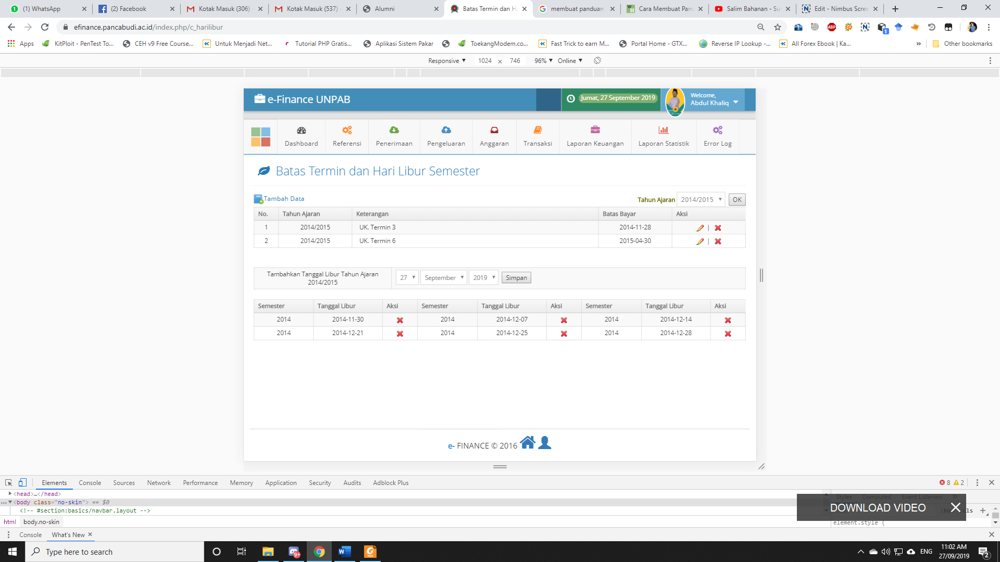 (1) WhatsApp
(2) Facebook
Kotak Masuk (306)
Kotak Masuk (537)
Alumni
Batas Termin dan H
membuat panduan
Cara Membuat Pan
Salim Bahanan - Su
Edit - Nimbus Scree
efinance.pancabudi.ac.id/index.php/c_harilibur
Apps
KitPloit - PenTest To...
CEH v9 Free Course...
Untuk Menjadi Net...
Tutorial PHP Gratis...
Aplikasi Sistem Pakar
ToekangModem.co...
Fast Trick to earn M...
Portal Home - GTX...
Reverse IP Lookup -...
All Forex Ebook | Ka...
»
Other bookmarks
Responsive ▼ 1024 x 746 96% ▼ Online ▼
e-Finance UNPAB
Jumat, 27 September 2019
Welcome,
Abdul Khaliq
Dashboard
Referensi
Penerimaan
Pengeluaran
Anggaran
Transaksi
Laporan Keuangan
Laporan Statistik
Error Log
Batas Termin dan Hari Libur Semester
Tambah Data
Tahun Ajaran 2014/2015 OK
No. Tahun Ajaran Keterangan Batas Bayar Aksi
1 2014/2015 UK. Termin 3 2014-11-28 |
2 2014/2015 UK. Termin 6 2015-04-30 |
Tambahkan Tanggal Libur Tahun Ajaran
2014/2015
27 September 2019 Simpan
Semester Tanggal Libur Aksi Semester Tanggal Libur Aksi Semester Tanggal Libur Aksi
2014 2014-11-30 2014 2014-12-07 2014 2014-12-14
2014 2014-12-21 2014 2014-12-25 2014 2014-12-28
e- FINANCE © 2016
Elements Console Sources Network Performance Memory Application Security Audits Adblock Plus
8 2
<head>…</head>
<body class="no-skin"> == $0
<!-- #section:basics/navbar.layout -->
Styles Computed Event Listeners »
DOWNLOAD VIDEO
:hov .cls +
element.style {
html body.no-skin
Console What's New
Type here to search
9+
ENG
11:02 AM
27/09/2019
2